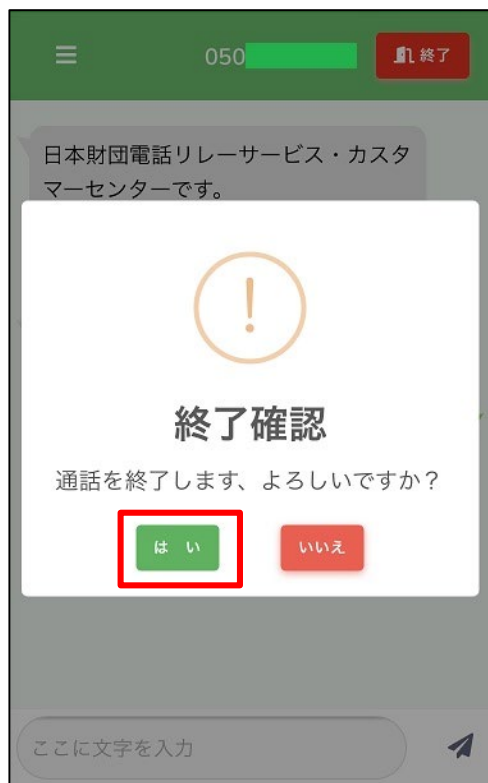 050
終了
日本財団電話リレーサービス・カスタ
マーセンターです。
終了確認
通話を終了します、よろしいですか？
は い
いいえ
ここに文字を入力